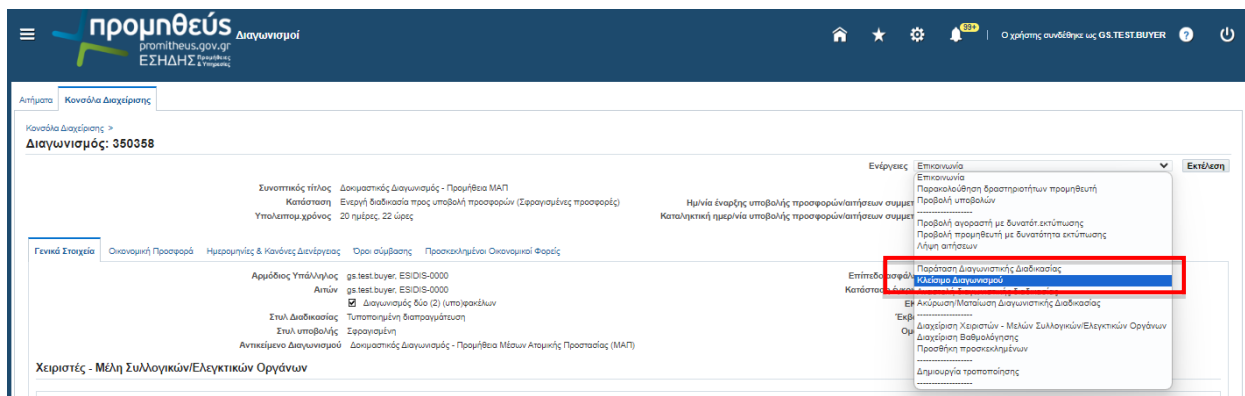 προμηθεύς Διαγωνισμοί
promitheus.gov.gr
ΕΣΗΔΗΣ Προμήθειες & Υπηρεσίες
99+ | Ο χρήστης συνδέθηκε ως GS.TEST.BUYER ?
Αιτήματα Κονσόλα Διαχείρισης
Κονσόλα Διαχείρισης >
Διαγωνισμός: 350358
Ενέργειες Επικοινωνία Εκτέλεση
Επικοινωνία
Παρακολούθηση δραστηριοτήτων προμηθευτή
Προβολή υποβολών
-------------------
Προβολή αγοραστή με δυνατότ.εκτύπωσης
Προβολή προμηθευτή με δυνατότητα εκτύπωσης
Λήψη αιτήσεων
Παράταση Διαγωνιστικής Διαδικασίας
Κλείσιμο Διαγωνισμού
Ακύρωση/Ματαίωση Διαγωνιστικής Διαδικασίας
-------------------
Διαχείριση Χειριστών - Μελών Συλλογικών/Ελεγκτικών Οργάνων
Διαχείριση Βαθμολόγησης
Προσθήκη προσκεκλημένων
-------------------
Δημιουργία τροποποίησης
-------------------
Συνοπτικός τίτλος Δοκιμαστικός Διαγωνισμός - Προμήθεια ΜΑΠ
Κατάσταση Ενεργή διαδικασία προς υποβολή προσφορών (Σφραγισμένες προσφορές)
Υπολειπομ.χρόνος 20 ημέρες, 22 ώρες
Ημ/νία έναρξης υποβολής προσφορών/αιτήσεων συμμετ
Καταληκτική ημερ/νία υποβολής προσφορών/αιτήσεων συμμετ
Γενικά Στοιχεία Οικονομική Προσφορά Ημερομηνίες & Κανόνες Διενέργειας Όροι σύμβασης Προσκεκλημένοι Οικονομικοί Φορείς
Αρμόδιος Υπάλληλος gs.test.buyer, ESIDIS-0000
Αιτών gs.test.buyer, ESIDIS-0000
Διαγωνισμός δύο (2) (υπο)φακέλων
Στυλ Διαδικασίας Τυποποιημένη διαπραγμάτευση
Στυλ υποβολής Σφραγισμένη
Αντικείμενο Διαγωνισμού Δοκιμαστικός Διαγωνισμός - Προμήθεια Μέσων Ατομικής Προστασίας (ΜΑΠ)
Επίπεδο ασφάλ
Κατάσταση έγκρ
Χειριστές - Μέλη Συλλογικών/Ελεγκτικών Οργάνων